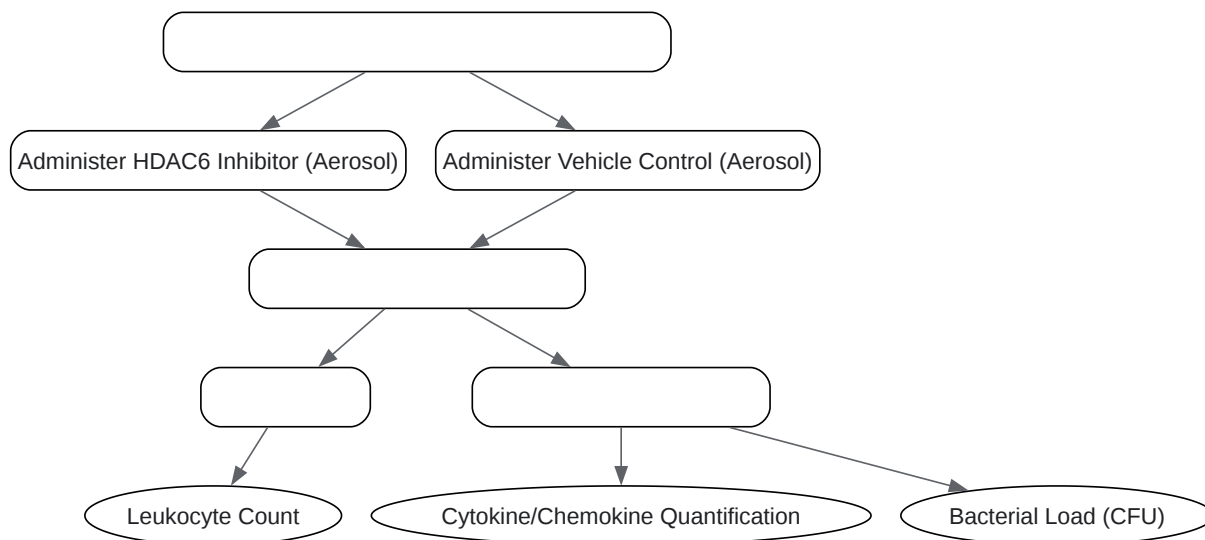 Administer HDAC6 Inhibitor (Aerosol)
Administer Vehicle Control (Aerosol)
Leukocyte Count
Cytokine/Chemokine Quantification
Bacterial Load (CFU)